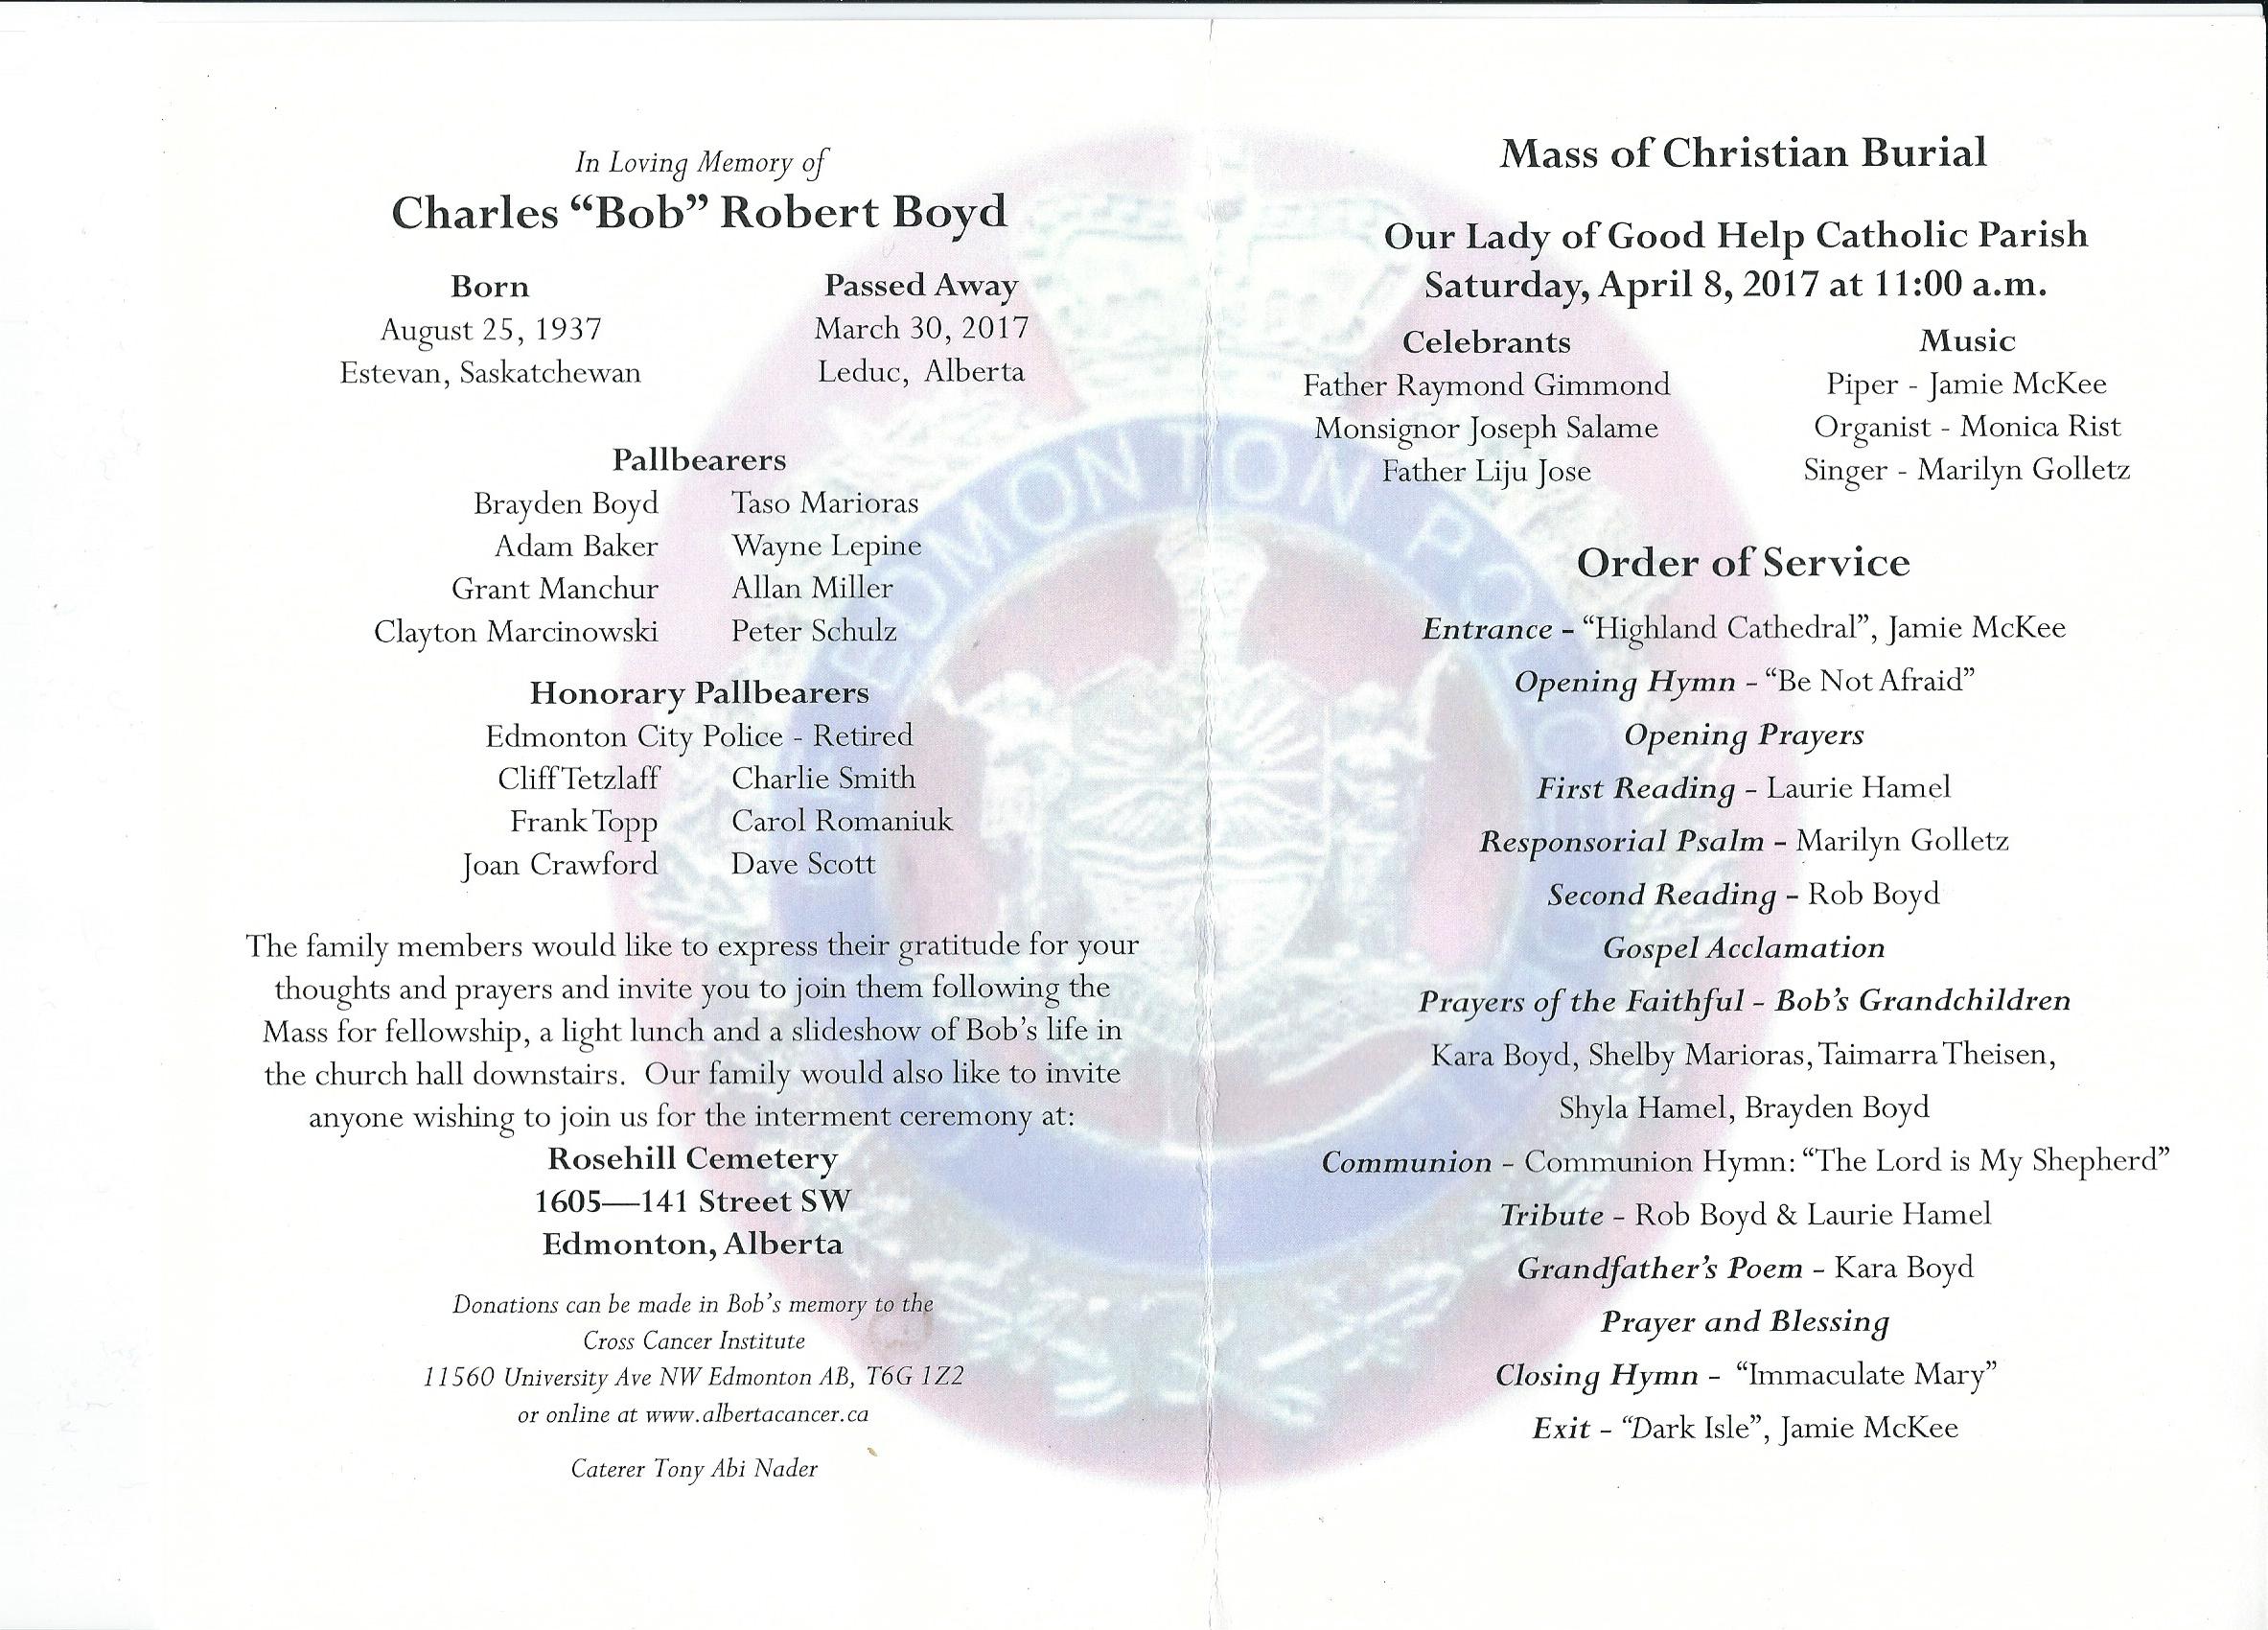 In Loving Memory of
Charles “Bob” Robert Boyd
Born
August 25, 1937
Estevan, Saskatchewan
Passed Away
March 30, 2017
Leduc, Alberta
Pallbearers
Brayden Boyd Taso Marioras
Adam Baker Wayne Lepine
Grant Manchur Allan Miller
Clayton Marcinowski Peter Schulz
Honorary Pallbearers
Edmonton City Police - Retired
Cliff Tetzlaff Charlie Smith
Frank Topp Carol Romaniuk
Joan Crawford Dave Scott
The family members would like to express their gratitude for your
thoughts and prayers and invite you to join them following the
Mass for fellowship, a light lunch and a slideshow of Bob’s life in
the church hall downstairs. Our family would also like to invite
anyone wishing to join us for the interment ceremony at:
Rosehill Cemetery
1605—141 Street SW
Edmonton, Alberta
Donations can be made in Bob’s memory to the
Cross Cancer Institute
11560 University Ave NW Edmonton AB, T6G 1Z2
or online at www.albertacancer.ca
Caterer Tony Abi Nader
Mass of Christian Burial
Our Lady of Good Help Catholic Parish
Saturday, April 8, 2017 at 11:00 a.m.
Celebrants
Father Raymond Gimmond
Monsignor Joseph Salame
Father Liju Jose
Music
Piper - Jamie McKee
Organist - Monica Rist
Singer - Marilyn Golletz
Order of Service
Entrance - “Highland Cathedral”, Jamie McKee
Opening Hymn - “Be Not Afraid”
Opening Prayers
First Reading - Laurie Hamel
Responsorial Psalm - Marilyn Golletz
Second Reading - Rob Boyd
Gospel Acclamation
Prayers of the Faithful - Bob’s Grandchildren
Kara Boyd, Shelby Marioras, Taimarra Theisen,
Shyla Hamel, Brayden Boyd
Communion - Communion Hymn: “The Lord is My Shepherd”
Tribute - Rob Boyd & Laurie Hamel
Grandfather’s Poem - Kara Boyd
Prayer and Blessing
Closing Hymn - “Immaculate Mary”
Exit - “Dark Isle”, Jamie McKee
EDMONTON POLICE